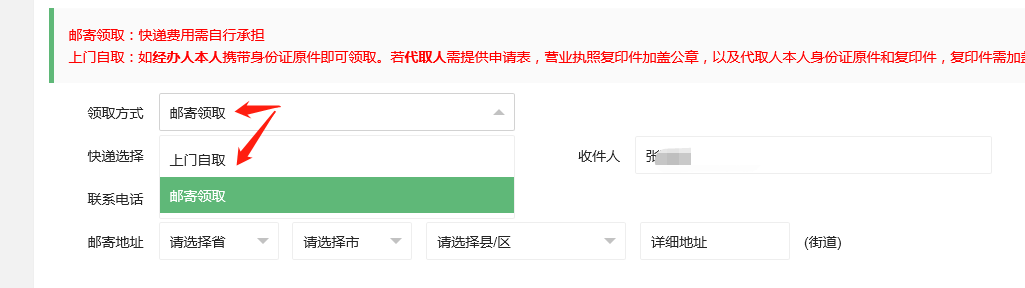 邮寄领取：快递费用需自行承担
上门自取：如经办人本人携带身份证原件即可领取。若代取人需提供申请表，营业执照复印件加盖公章，以及代取人本人身份证原件和复印件，复印件需加盖
领取方式 邮寄领取
快递选择 上门自取 收件人 张
邮寄领取
联系电话
邮寄地址 请选择省 请选择市 请选择县/区 详细地址 (街道)